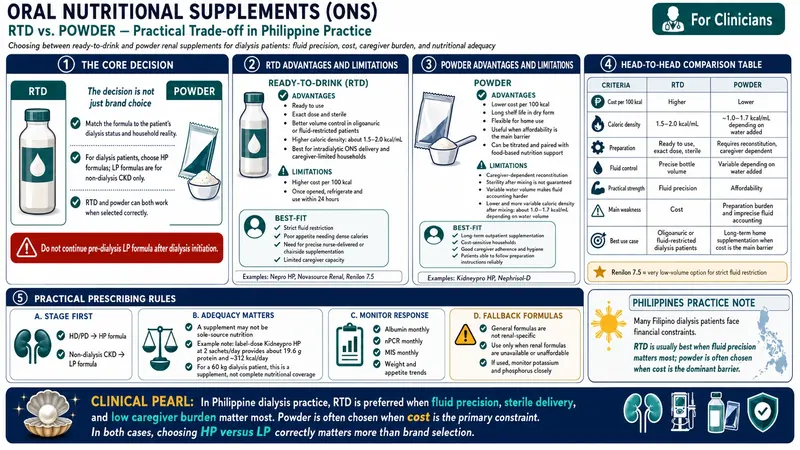 ORAL NUTRITIONAL SUPPLEMENTS (ONS)
RTD vs. POWDER — Practical Trade-off in Philippine Practice
Choosing between ready-to-drink and powder renal supplements for dialysis patients: fluid precision, cost, caregiver burden, and nutritional adequacy
For Clinicians
1 THE CORE DECISION
RTD
The decision is
not just
brand choice
POWDER
Match the formula to the
patient's dialysis status and
household reality.
For dialysis patients, choose HP
formulas; LP formulas are for
non-dialysis CKD only.
RTD and powder can both work
when selected correctly.
Do not continue pre-dialysis LP formula after dialysis initiation.
2 RTD ADVANTAGES AND LIMITATIONS
READY-TO-DRINK (RTD)
ADVANTAGES
• Ready to use
• Exact dose and sterile
• Better volume control in oligoanuric
or fluid-restricted patients
• Higher caloric density: about 1.5–2.0 kcal/mL
• Best for intradialytic ONS delivery and
caregiver-limited households
LIMITATIONS
• Higher cost per 100 kcal
• Once opened, refrigerate and
use within 24 hours
BEST-FIT
Strict fluid restriction
Poor appetite needing dense calories
Need for precise nurse-delivered or
chairside supplementation
Limited caregiver capacity
Examples: Nepro HP, Novasource Renal, Renilon 7.5
3 POWDER ADVANTAGES AND LIMITATIONS
POWDER
ADVANTAGES
• Lower cost per 100 kcal
• Long shelf life in dry form
• Flexible for home use
• Useful when affordability is
the main barrier
• Can be titrated and paired with
food-based nutrition support
LIMITATIONS
• Caregiver-dependent reconstitution
• Sterility after mixing is not guaranteed
• Variable water volume makes fluid
accounting harder
• Lower and more variable caloric density
after mixing: about 1.0–1.7 kcal/mL
depending on water volume
BEST-FIT
Long-term outpatient supplementation
Cost-sensitive households
Good caregiver adherence and hygiene
Patients able to follow preparation
instructions reliably
Examples: Kidneypro HP, Nephrisol-D
4 HEAD-TO-HEAD COMPARISON TABLE
CRITERIA RTD POWDER
Cost per 100 kcal Higher Lower
Caloric density 1.5–2.0 kcal/mL ~1.0–1.7 kcal/mL depending on water added
Preparation Ready to use, exact dose, sterile Requires reconstitution, caregiver dependent
Fluid control Precise bottle volume Variable depending on water added
Practical strength Fluid precision Affordability
Main weakness Cost Preparation burden and imprecise fluid accounting
Best use case Oligoanuric or fluid-restricted dialysis patients Long-term home supplementation when cost is the main barrier
Renilon 7.5 = very low-volume option for strict fluid restriction
5 PRACTICAL PRESCRIBING RULES
A. STAGE FIRST
HD/PD → HP formula
Non-dialysis CKD → LP formula
B. ADEQUACY MATTERS
• A supplement may not be
sole-source nutrition
• Example note: label-dose Kidneypro HP
at 2 sachets/day provides about 19.6 g
protein and ~312 kcal/day
• For a 60 kg dialysis patient, this is a
supplement, not complete nutritional coverage
C. MONITOR RESPONSE
• Albumin monthly
• nPCR monthly
• MIS monthly
• Weight and appetite trends
D. FALLBACK FORMULAS
• General formulas are
not renal-specific
• Use only when renal formulas
are unavailable or unaffordable
• If used, monitor potassium
and phosphorus closely
PHILIPPINES PRACTICE NOTE
Many Filipino dialysis patients face
financial constraints.
RTD is usually best when fluid precision
matters most; powder is often chosen
when cost is the dominant barrier.
CLINICAL PEARL: In Philippine dialysis practice, RTD is preferred when fluid precision, sterile delivery,
and low caregiver burden matter most. Powder is often chosen when cost is the primary constraint.
In both cases, choosing HP versus LP correctly matters more than brand selection.